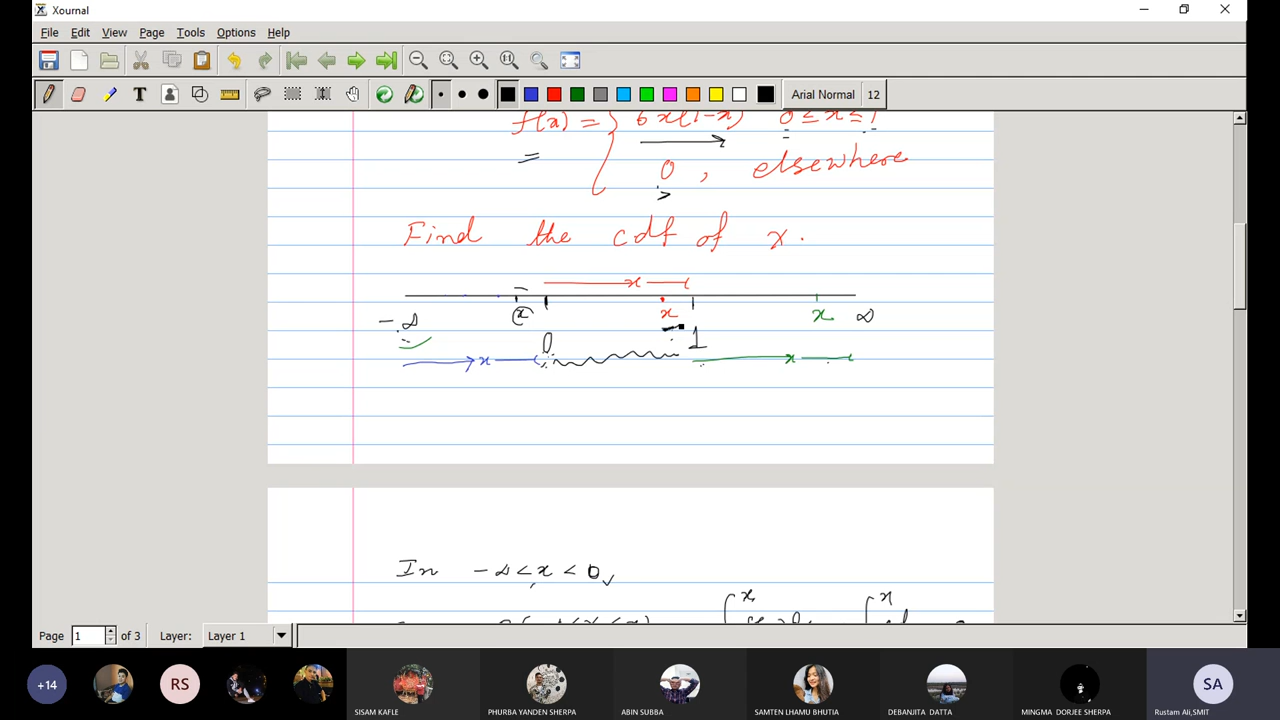 Xournal
File Edit View Page Tools Options Help
Arial Normal 12
f(x) = { 6x(1-x) 0 ≤ x ≤ 1
0 , elsewhere
Find the cdf of x.
x
x x x
- ∞ 0 1 ∞
x x
In -∞ < x < 0,
x x
Page 1 of 3 Layer: Layer 1
+14 RS SA
SISAM KAFLE PHURBA YANDEN SHERPA ABIN SUBBA SAMTEN LHAMU BHUTIA DEBANJITA DATTA MINGMA DORJEE SHERPA Rustam Ali,SMIT